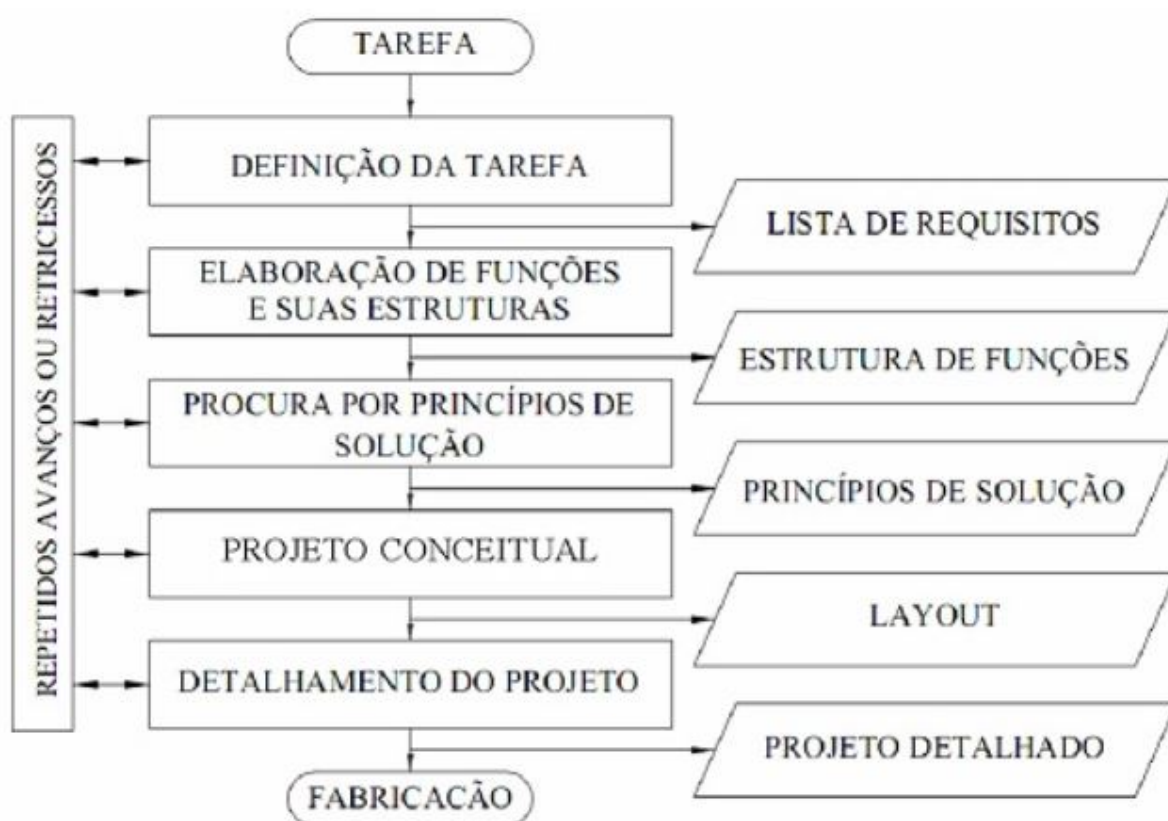 TAREFA
REPETIDOS AVANÇOS OU RETRICESSOS
DEFINIÇÃO DA TAREFA
LISTA DE REQUISITOS
ELABORAÇÃO DE FUNÇÕES
E SUAS ESTRUTURAS
ESTRUTURA DE FUNÇÕES
PROCURA POR PRINCÍPIOS DE
SOLUÇÃO
PRINCÍPIOS DE SOLUÇÃO
PROJETO CONCEITUAL
LAYOUT
DETALHAMENTO DO PROJETO
PROJETO DETALHADO
FABRICACÃO